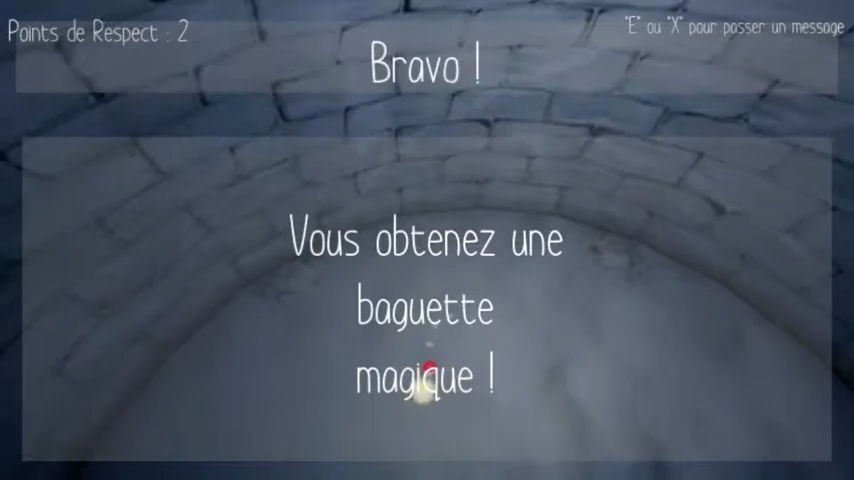 Points de Respect : 2
"E" ou "X" pour passer un message
Bravo !
Vous obtenez une
baguette
magique !